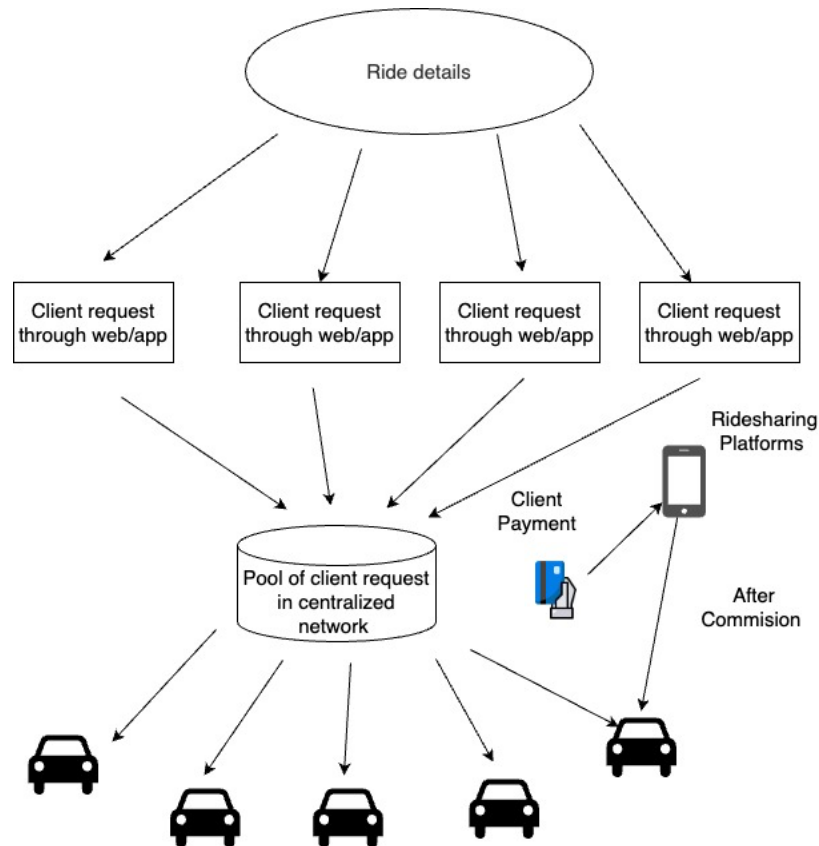 Ride details
Client request
through web/app
Client request
through web/app
Client request
through web/app
Client request
through web/app
Ridesharing
Platforms
Client
Payment
Pool of client request
in centralized
network
After
Commision